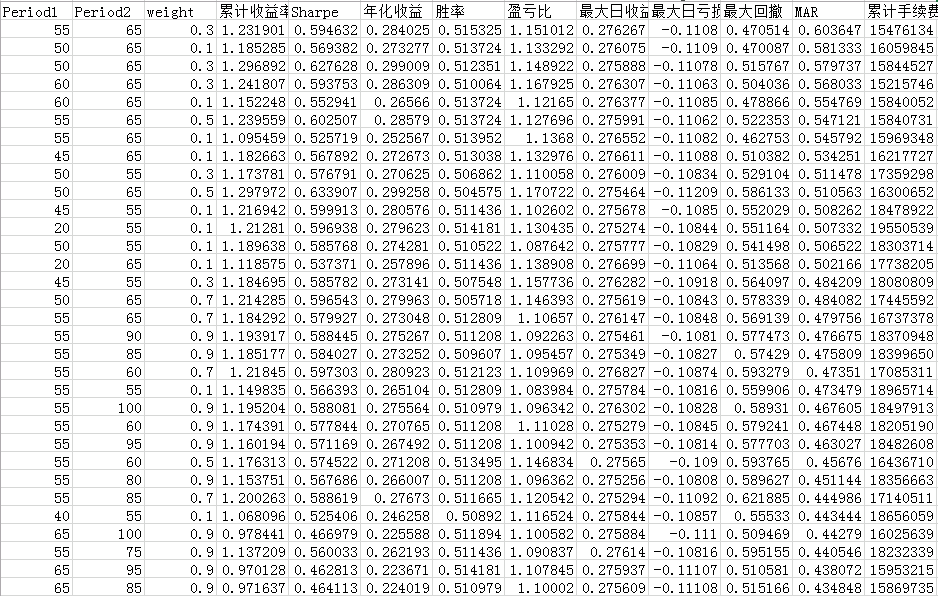 Period1 Period2 weight 累计收益率 Sharpe 年化收益 胜率 盈亏比 最大日收益 最大日亏损 最大回撤 MAR 累计手续费
55 65 0.3 1.231901 0.594632 0.284025 0.515325 1.151012 0.276267 -0.1108 0.470514 0.603647 15476134
50 65 0.1 1.185285 0.569382 0.273277 0.513724 1.133292 0.276075 -0.1109 0.470087 0.581333 16059845
50 65 0.3 1.296892 0.627628 0.299009 0.512351 1.148922 0.275888 -0.11078 0.515767 0.579737 15844527
60 65 0.3 1.241807 0.593753 0.286309 0.510064 1.167925 0.276307 -0.11063 0.504036 0.568033 15215746
60 65 0.1 1.152248 0.552941 0.26566 0.513724 1.12165 0.276377 -0.11085 0.478866 0.554769 15840052
55 65 0.5 1.239559 0.602507 0.28579 0.513724 1.127696 0.275991 -0.11062 0.522353 0.547121 15840731
55 65 0.1 1.095459 0.525719 0.252567 0.513952 1.1368 0.276552 -0.11082 0.462753 0.545792 15969348
45 65 0.1 1.182663 0.567892 0.272673 0.513038 1.132976 0.276611 -0.11088 0.510382 0.534251 16217727
50 55 0.3 1.173781 0.576791 0.270625 0.506862 1.110058 0.276009 -0.10834 0.529104 0.511478 17359298
50 65 0.5 1.297972 0.633907 0.299258 0.504575 1.170722 0.275464 -0.11209 0.586133 0.510563 16300652
45 55 0.1 1.216942 0.599913 0.280576 0.511436 1.102602 0.275678 -0.1085 0.552029 0.508262 18478922
20 55 0.1 1.21281 0.596938 0.279623 0.514181 1.130435 0.275274 -0.10844 0.551164 0.507332 19550539
50 55 0.1 1.189638 0.585768 0.274281 0.510522 1.087642 0.275777 -0.10829 0.541498 0.506522 18303714
20 65 0.1 1.118575 0.537371 0.257896 0.511436 1.138908 0.276699 -0.11064 0.513568 0.502166 17738205
45 55 0.3 1.184695 0.585782 0.273141 0.507548 1.157736 0.276282 -0.10918 0.564097 0.484209 18080809
50 65 0.7 1.214285 0.596543 0.279963 0.505718 1.146393 0.275619 -0.10843 0.578339 0.484082 17445592
55 65 0.7 1.184292 0.579927 0.273048 0.512809 1.10657 0.276147 -0.10848 0.569139 0.479756 16737378
55 90 0.9 1.193917 0.588445 0.275267 0.511208 1.092263 0.275461 -0.1081 0.577473 0.476675 18370948
55 85 0.9 1.185177 0.584027 0.273252 0.509607 1.095457 0.275349 -0.10827 0.57429 0.475809 18399650
55 60 0.7 1.21845 0.597303 0.280923 0.512123 1.109969 0.276827 -0.10874 0.593279 0.47351 17085311
55 55 0.1 1.149835 0.566393 0.265104 0.512809 1.083984 0.275784 -0.10816 0.559906 0.473479 18965714
55 100 0.9 1.195204 0.588081 0.275564 0.510979 1.096342 0.276302 -0.10828 0.58931 0.467605 18497913
55 60 0.9 1.174391 0.577844 0.270765 0.511208 1.11028 0.275279 -0.10845 0.579241 0.467448 18205190
55 95 0.9 1.160194 0.571169 0.267492 0.511208 1.100942 0.275353 -0.10814 0.577703 0.463027 18482608
55 60 0.5 1.176313 0.574522 0.271208 0.513495 1.146834 0.27565 -0.109 0.593765 0.45676 16436710
55 80 0.9 1.153751 0.567686 0.266007 0.511208 1.096362 0.275256 -0.10808 0.589627 0.451144 18356663
55 85 0.7 1.200263 0.588619 0.27673 0.511665 1.120542 0.275294 -0.11092 0.621885 0.444986 17140511
40 55 0.1 1.068096 0.525406 0.246258 0.50892 1.116524 0.275844 -0.10857 0.55533 0.443444 18656059
65 100 0.9 0.978441 0.466979 0.225588 0.511894 1.100582 0.275884 -0.111 0.509469 0.44279 16025639
55 75 0.9 1.137209 0.560033 0.262193 0.511436 1.090837 0.27614 -0.10816 0.595155 0.440546 18232339
65 95 0.9 0.970128 0.462813 0.223671 0.514181 1.107845 0.275937 -0.11107 0.510581 0.438072 15953215
65 85 0.9 0.971637 0.464113 0.224019 0.510979 1.10002 0.275609 -0.11108 0.515166 0.434848 15869735